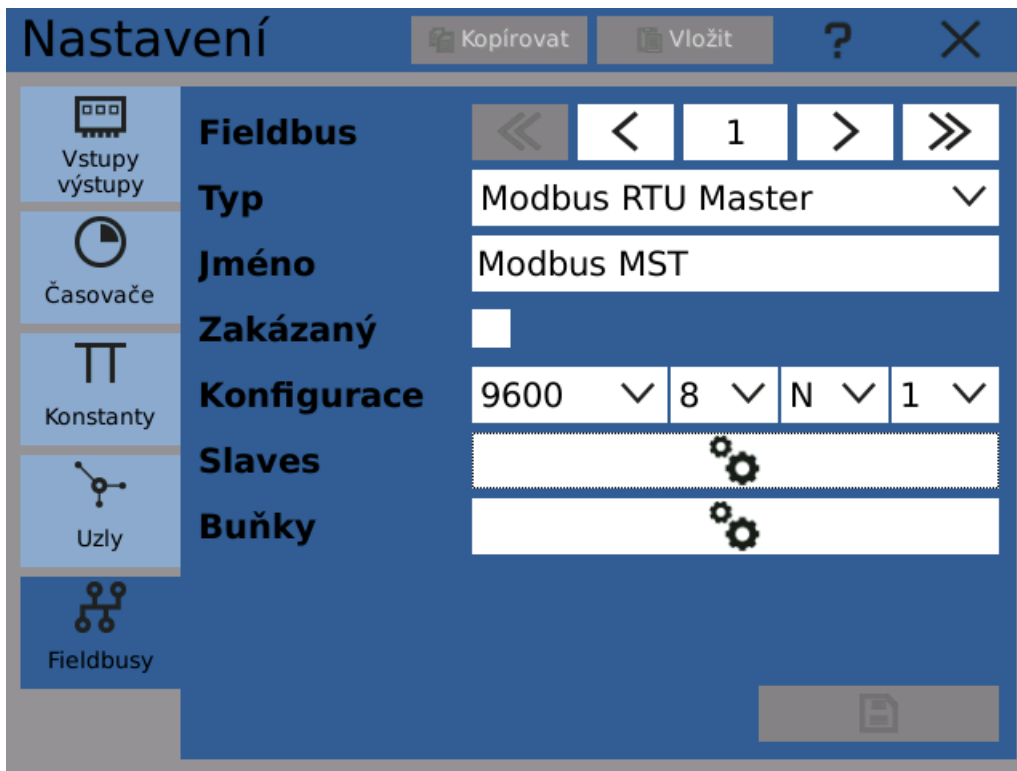 Nastavení
Kopírovat
Vložit
?
Vstupy
výstupy
Časovače
Konstanty
Uzly
Fieldbusy
Fieldbus 1
Typ Modbus RTU Master
Jméno Modbus MST
Zakázaný
Konfigurace 9600 8 N 1
Slaves
Buňky